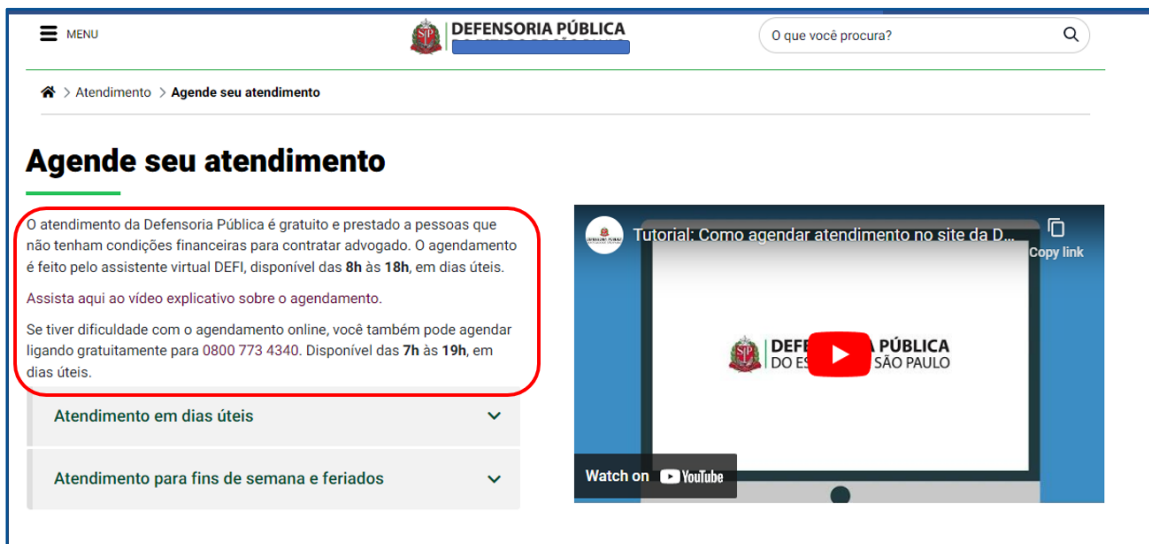 MENU
DEFENSORIA PÚBLICA
O que você procura?
> Atendimento > Agende seu atendimento
Agende seu atendimento
O atendimento da Defensoria Pública é gratuito e prestado a pessoas que
não tenham condições financeiras para contratar advogado. O agendamento
é feito pelo assistente virtual DEFI, disponível das 8h às 18h, em dias úteis.
Assista aqui ao vídeo explicativo sobre o agendamento.
Se tiver dificuldade com o agendamento online, você também pode agendar
ligando gratuitamente para 0800 773 4340. Disponível das 7h às 19h, em
dias úteis.
Atendimento em dias úteis
Atendimento para fins de semana e feriados
Tutorial: Como agendar atendimento no site da D...
Copy link
PÚBLICA
SÃO PAULO
Watch on YouTube